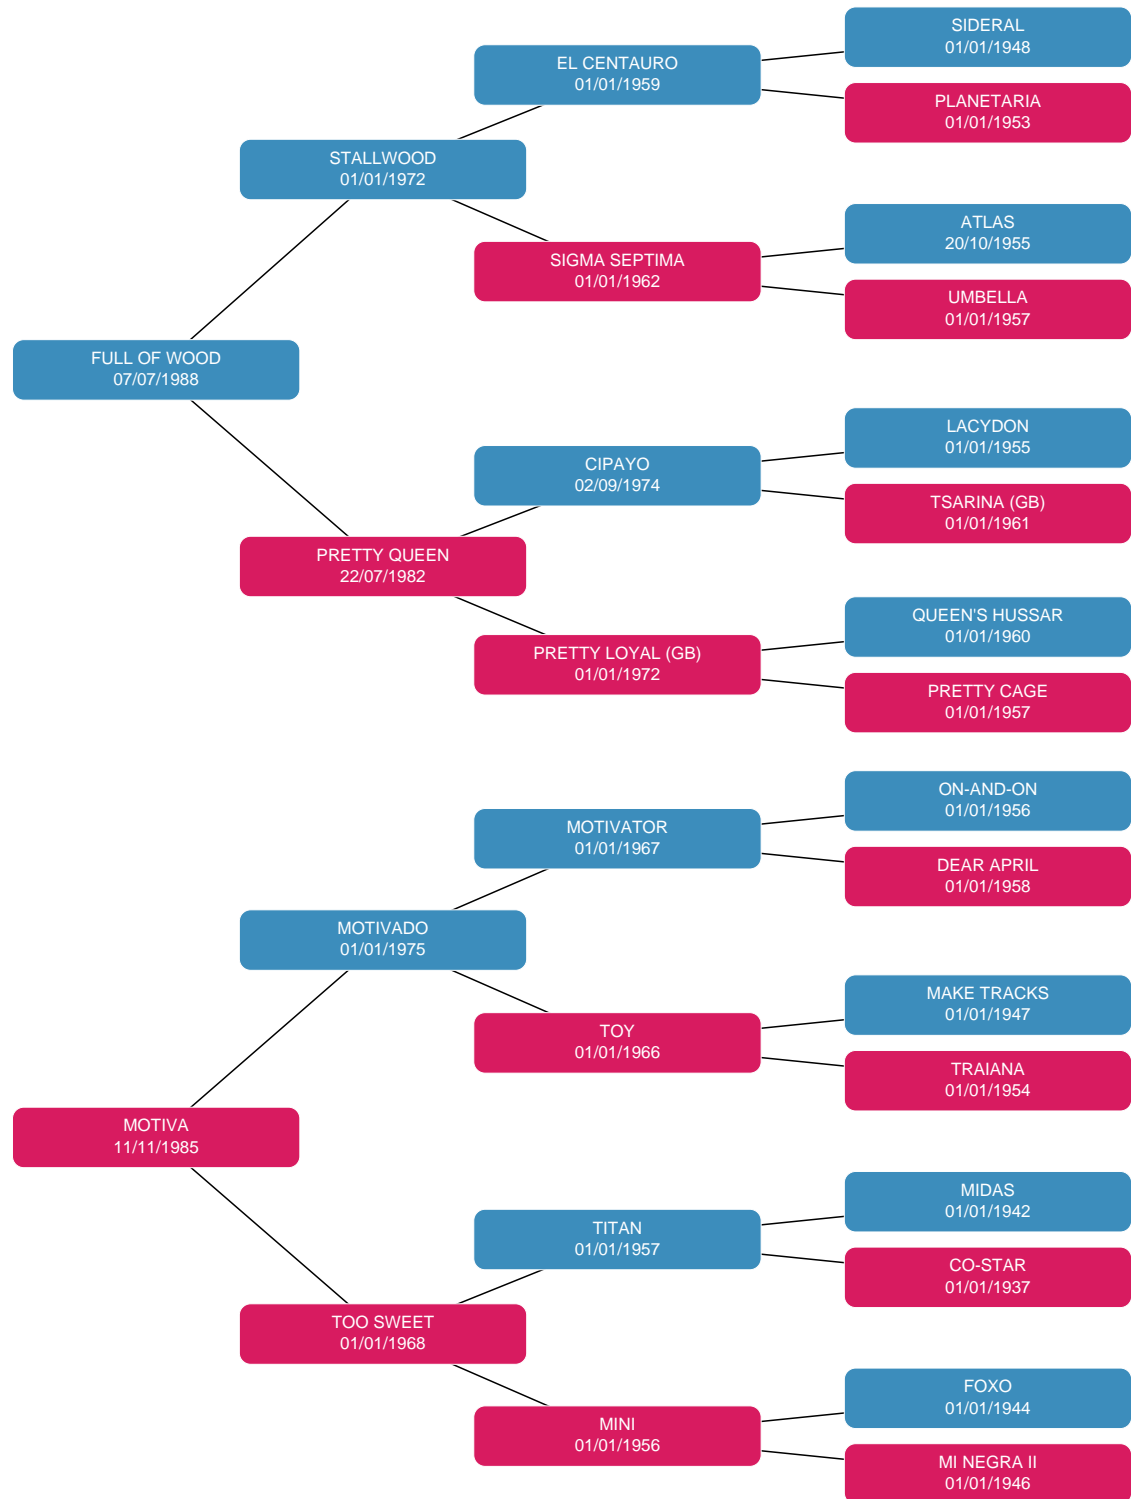 SIDERAL
01/01/1948
EL CENTAURO
01/01/1959
PLANETARIA
01/01/1953
STALLWOOD
01/01/1972
ATLAS
20/10/1955
SIGMA SEPTIMA
01/01/1962
UMBELLA
01/01/1957
FULL OF WOOD
07/07/1988
LACYDON
01/01/1955
CIPAYO
02/09/1974
TSARINA (GB)
01/01/1961
PRETTY QUEEN
22/07/1982
QUEEN'S HUSSAR
01/01/1960
PRETTY LOYAL (GB)
01/01/1972
PRETTY CAGE
01/01/1957
ON-AND-ON
01/01/1956
MOTIVATOR
01/01/1967
DEAR APRIL
01/01/1958
MOTIVADO
01/01/1975
MAKE TRACKS
01/01/1947
TOY
01/01/1966
TRAIANA
01/01/1954
MOTIVA
11/11/1985
MIDAS
01/01/1942
TITAN
01/01/1957
CO-STAR
01/01/1937
TOO SWEET
01/01/1968
FOXO
01/01/1944
MINI
01/01/1956
MI NEGRA II
01/01/1946